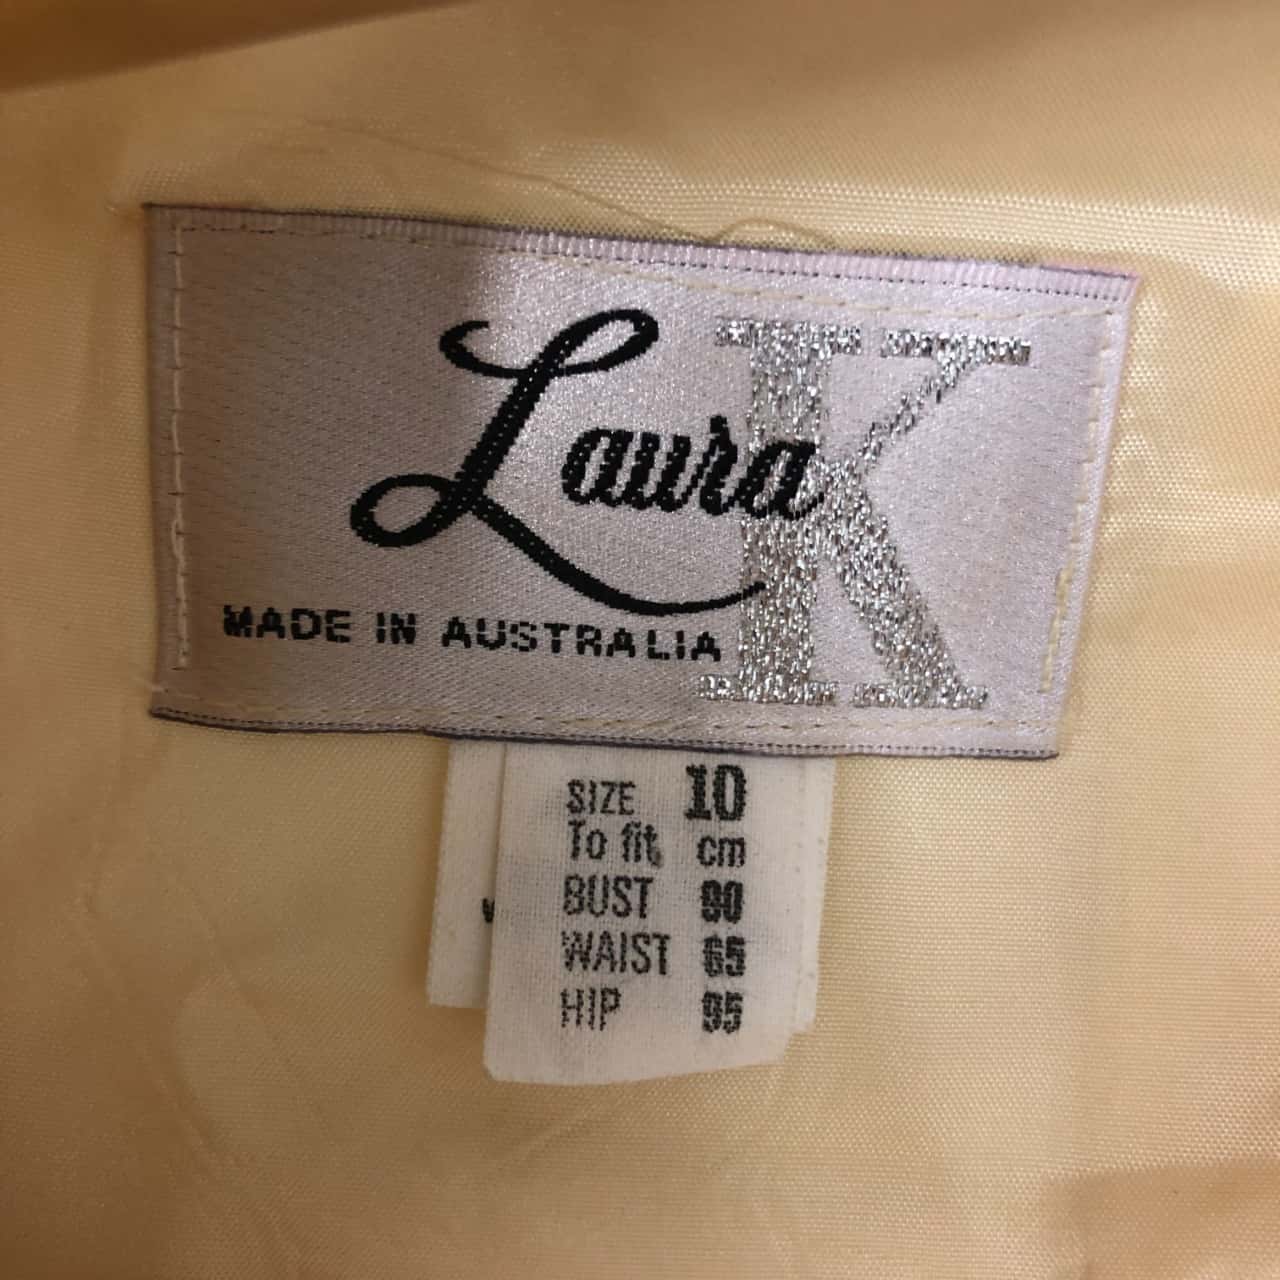 Laura K
MADE IN AUSTRALIA
SIZE 10
To fit cm
BUST 90
WAIST 65
HIP 95